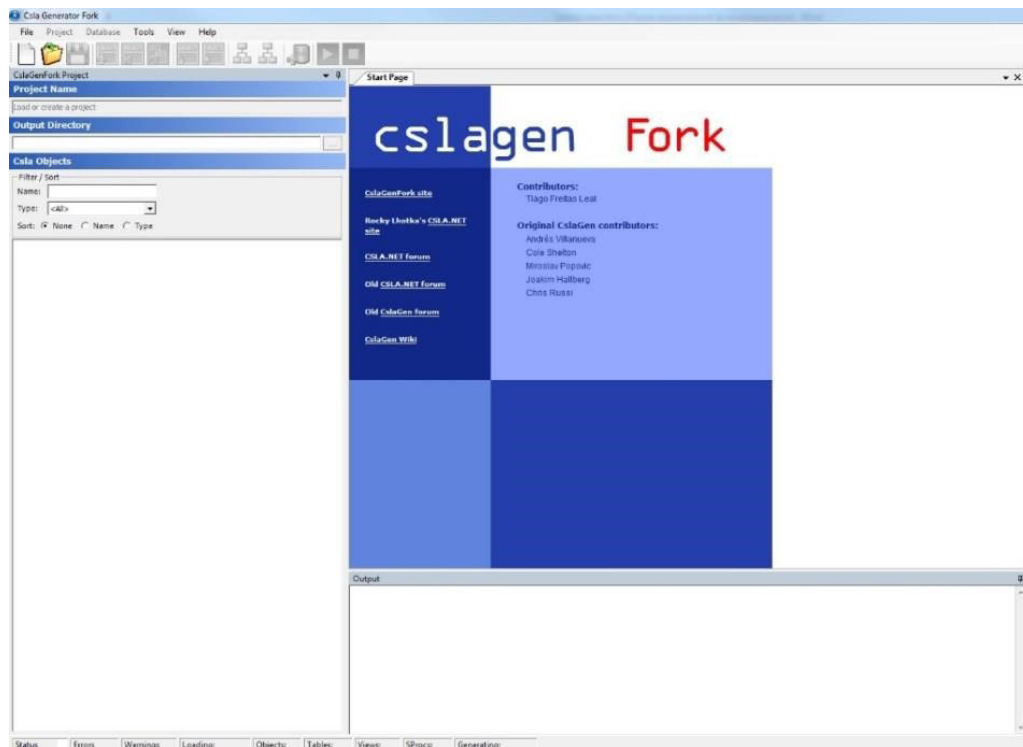 Csla Generator Fork
File Project Database Tools View Help
CslaGenFork Project
Project Name
Load or create a project
Output Directory
...
Csla Objects
Filter / Sort
Name:
Type: <All>
Sort: None Name Type
Start Page
cslagen Fork
CslaGenFork site
Rocky Lhotka's CSLA.NET
site
CSLA.NET forum
Old CSLA.NET forum
Old CslaGen forum
CslaGen Wiki
Contributors:
Tiago Freitas Leal
Original CslaGen contributors:
Andrés Villanueva
Cole Shelton
Miroslav Popovic
Joakim Hallberg
Chris Russi
Output
Status Errors Warnings Loading: Objects: Tables: Views: SProcs: Generating: